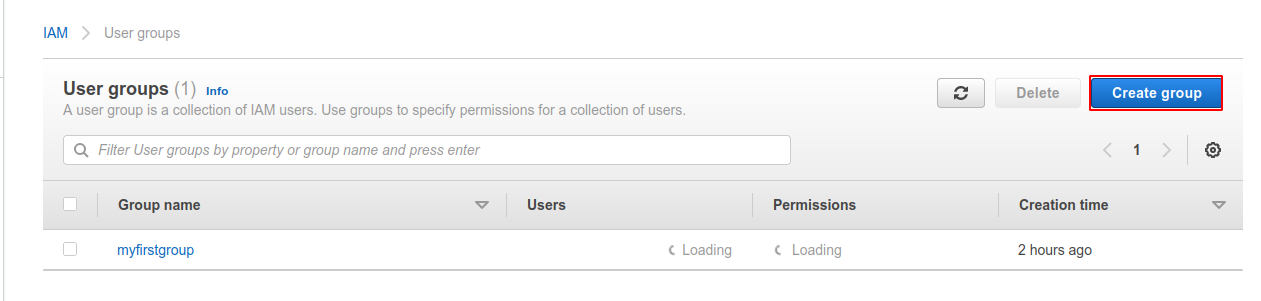 IAM User groups
User groups (1) Info
A user group is a collection of IAM users. Use groups to specify permissions for a collection of users.
Delete
Create group
Filter User groups by property or group name and press enter
1
Group name Users Permissions Creation time
myfirstgroup Loading Loading 2 hours ago